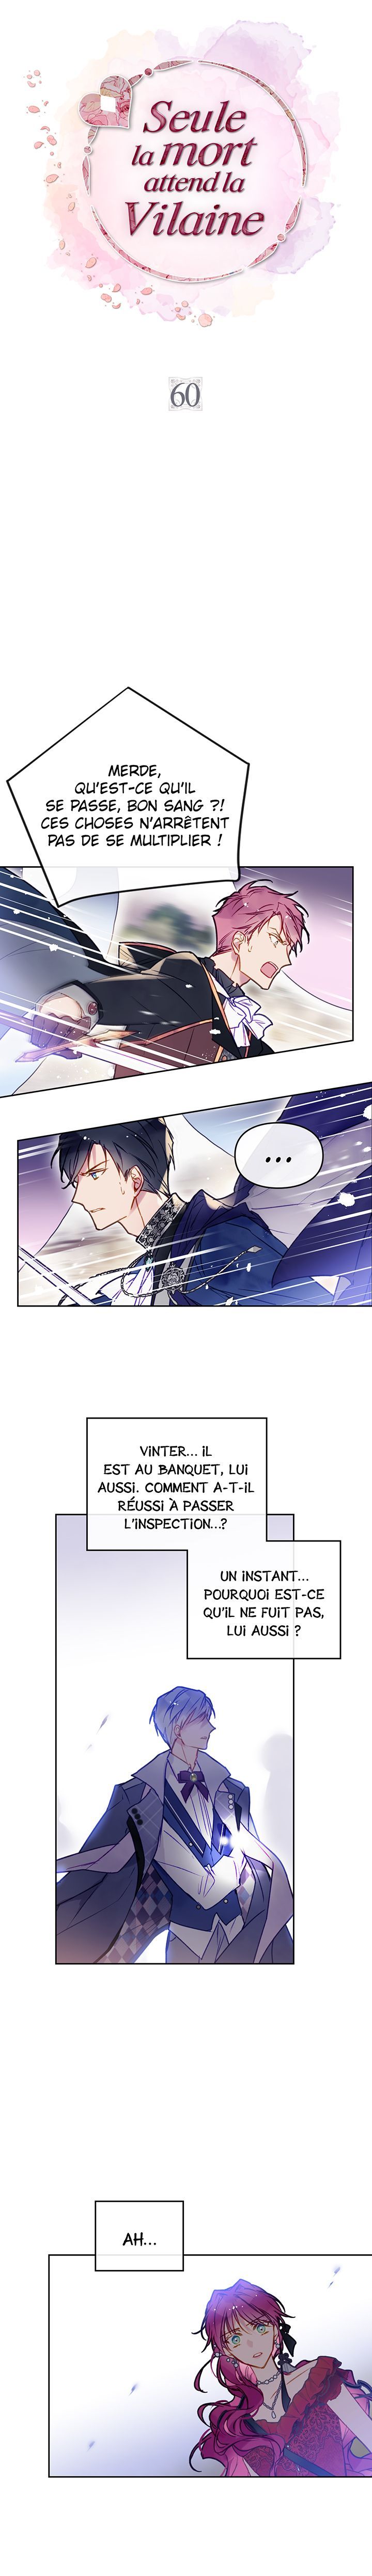 Seule
la mort
attend la
Vilaine
60
MERDE,
QU'EST-CE QU'IL
SE PASSE, BON SANG ?!
CES CHOSES N'ARRÊTENT
PAS DE SE MULTIPLIER !
...
VINTER... IL
EST AU BANQUET, LUI
AUSSI. COMMENT A-T-IL
RÉUSSI À PASSER
L'INSPECTION...?
UN INSTANT...
POURQUOI EST-CE
QU'IL NE FUIT PAS,
LUI AUSSI ?
AH...